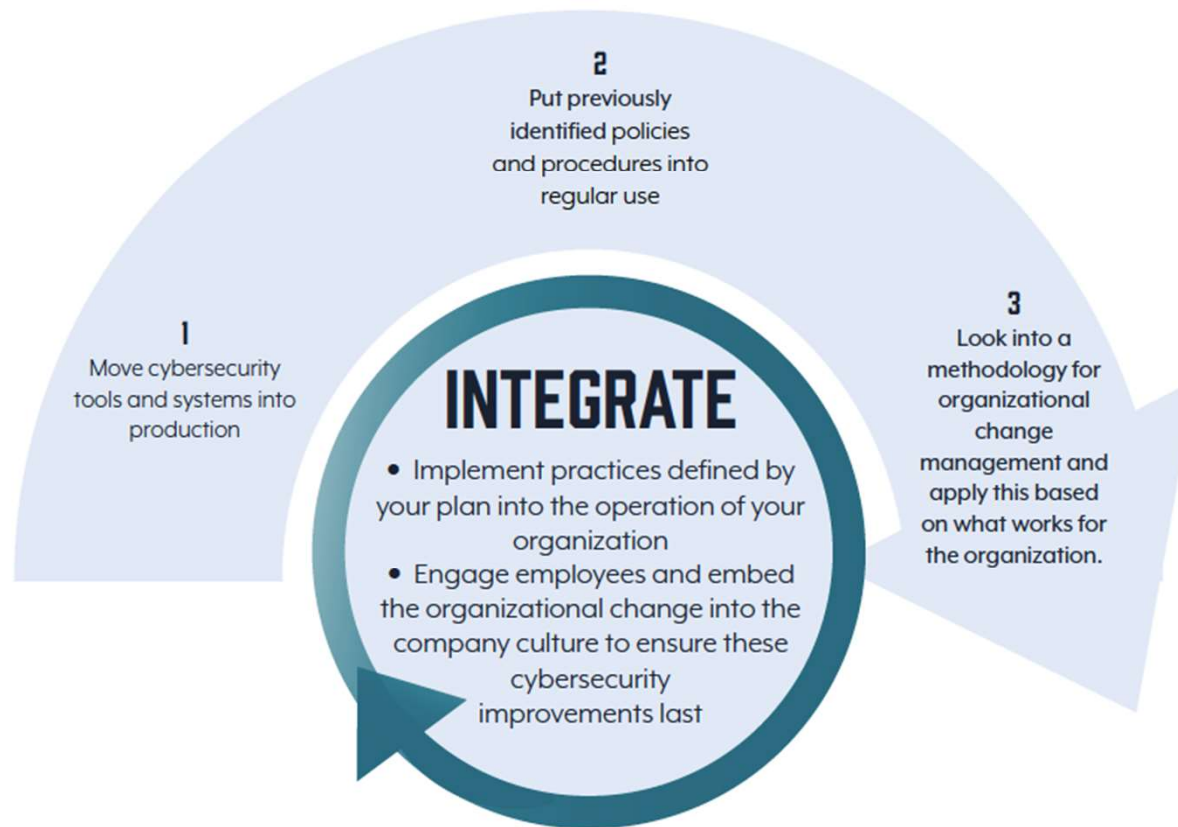 1
Move cybersecurity
tools and systems into
production
2
Put previously
identified policies
and procedures into
regular use
3
Look into a
methodology for
organizational
change
management and
apply this based
on what works for
the organization.
INTEGRATE
• Implement practices defined by
your plan into the operation of your
organization
• Engage employees and embed
the organizational change into the
company culture to ensure these
cybersecurity
improvements last